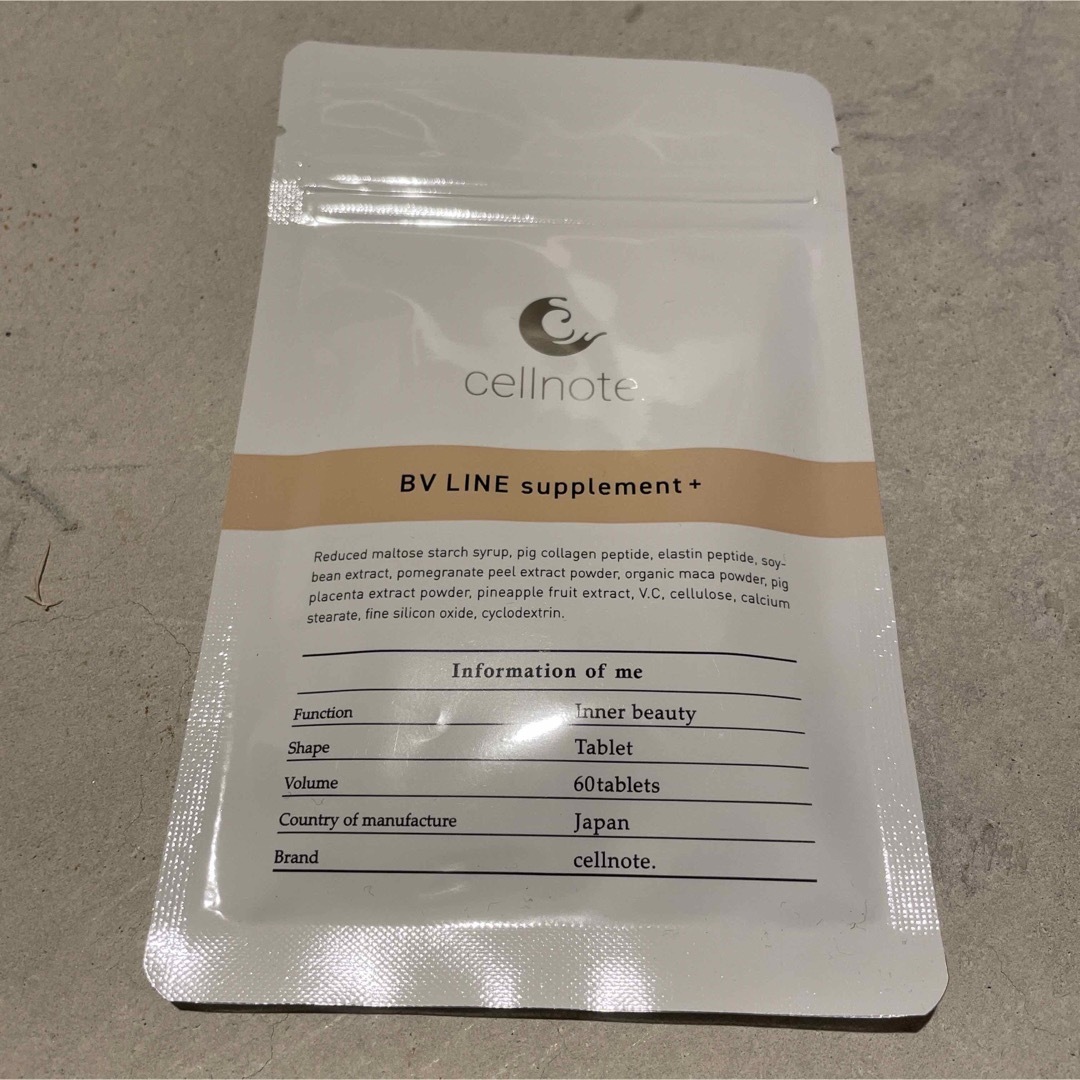 cellnote.
BV LINE supplement+
Reduced maltose starch syrup, pig collagen peptide, elastin peptide, soy-
bean extract, pomegranate peel extract powder, organic maca powder, pig
placenta extract powder, pineapple fruit extract, V.C, cellulose, calcium
stearate, fine silicon oxide, cyclodextrin.
Information of me
Function Inner beauty
Shape Tablet
Volume 60tablets
Country of manufacture Japan
Brand cellnote.